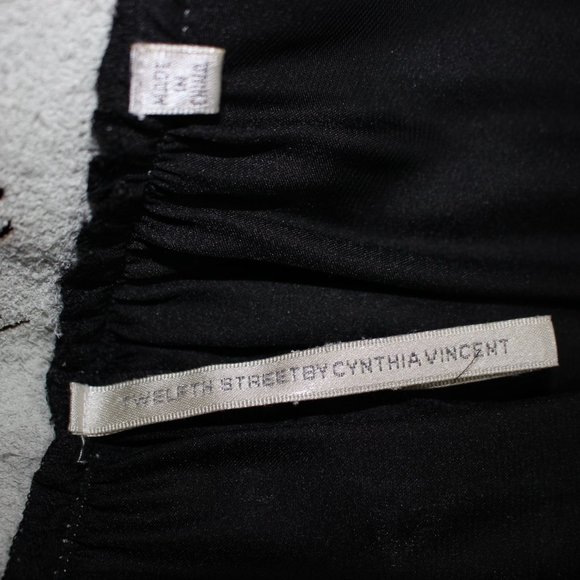 MADE
IN
CHINA
TWELFTH STREET BY CYNTHIA VINCENT